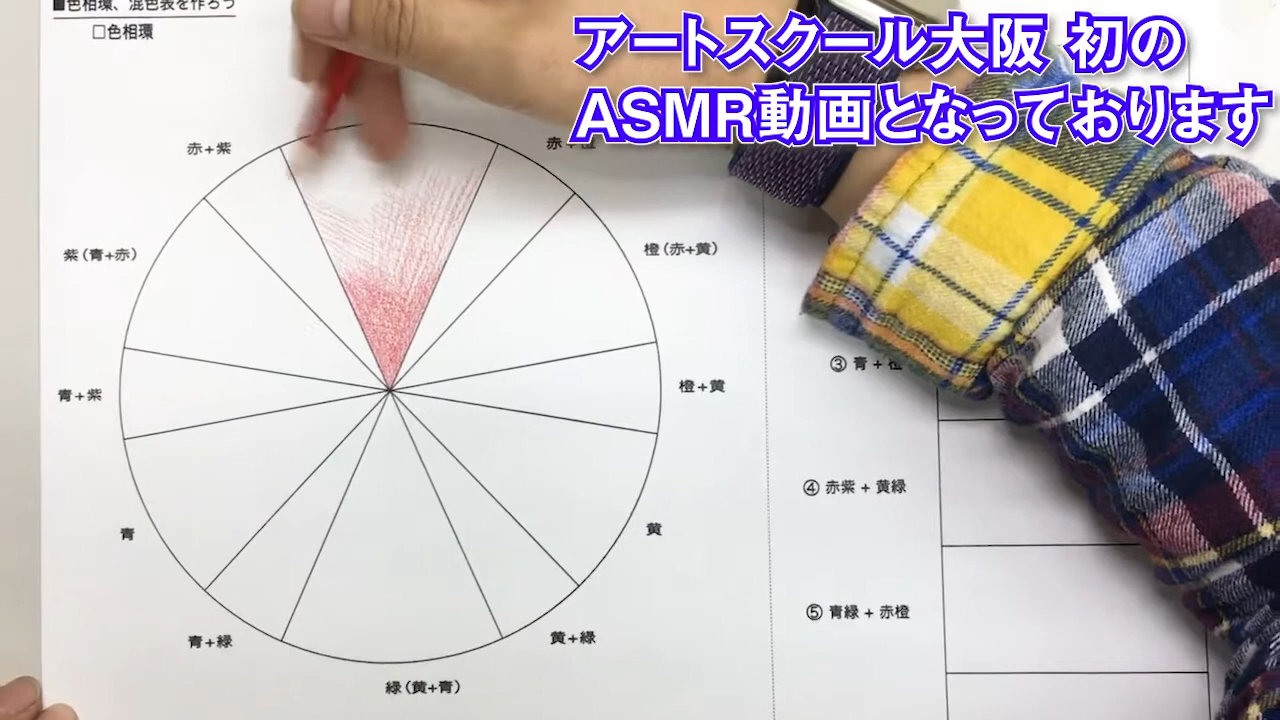 ■色相環、混色表を作ろう
□色相環
アートスクール大阪 初の
ASMR動画となっております
赤+紫
赤+橙
紫(青+赤)
橙(赤+黄)
青+紫
橙+黄
青
黄
青+緑
黄+緑
緑(黄+青)
③ 青+橙
④ 赤紫+黄緑
⑤ 青緑+赤橙